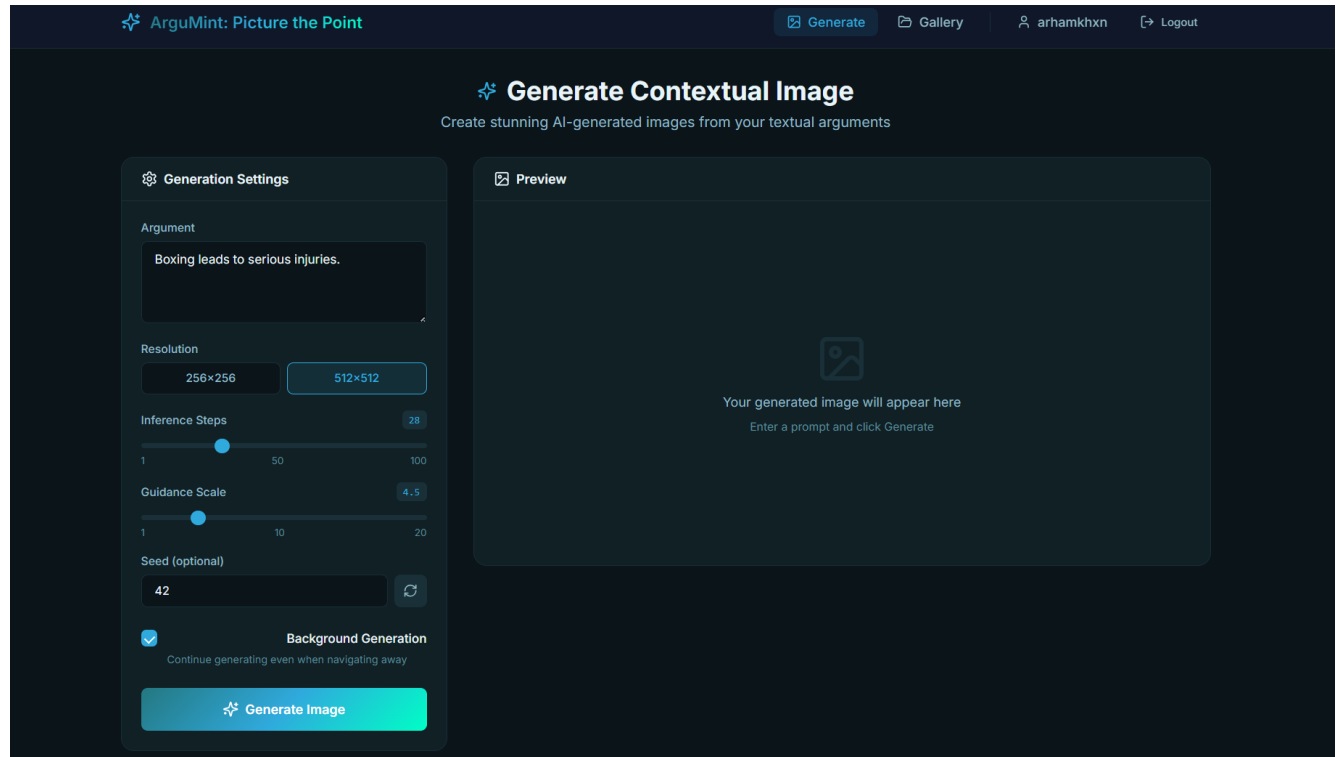 ArguMint: Picture the Point
Generate
Gallery
arhamkhxn
Logout
Generate Contextual Image
Create stunning AI-generated images from your textual arguments
Generation Settings
Argument
Boxing leads to serious injuries.
Resolution
256×256
512×512
Inference Steps
28
1
50
100
Guidance Scale
4.5
1
10
20
Seed (optional)
42
Background Generation
Continue generating even when navigating away
Generate Image
Preview
Your generated image will appear here
Enter a prompt and click Generate